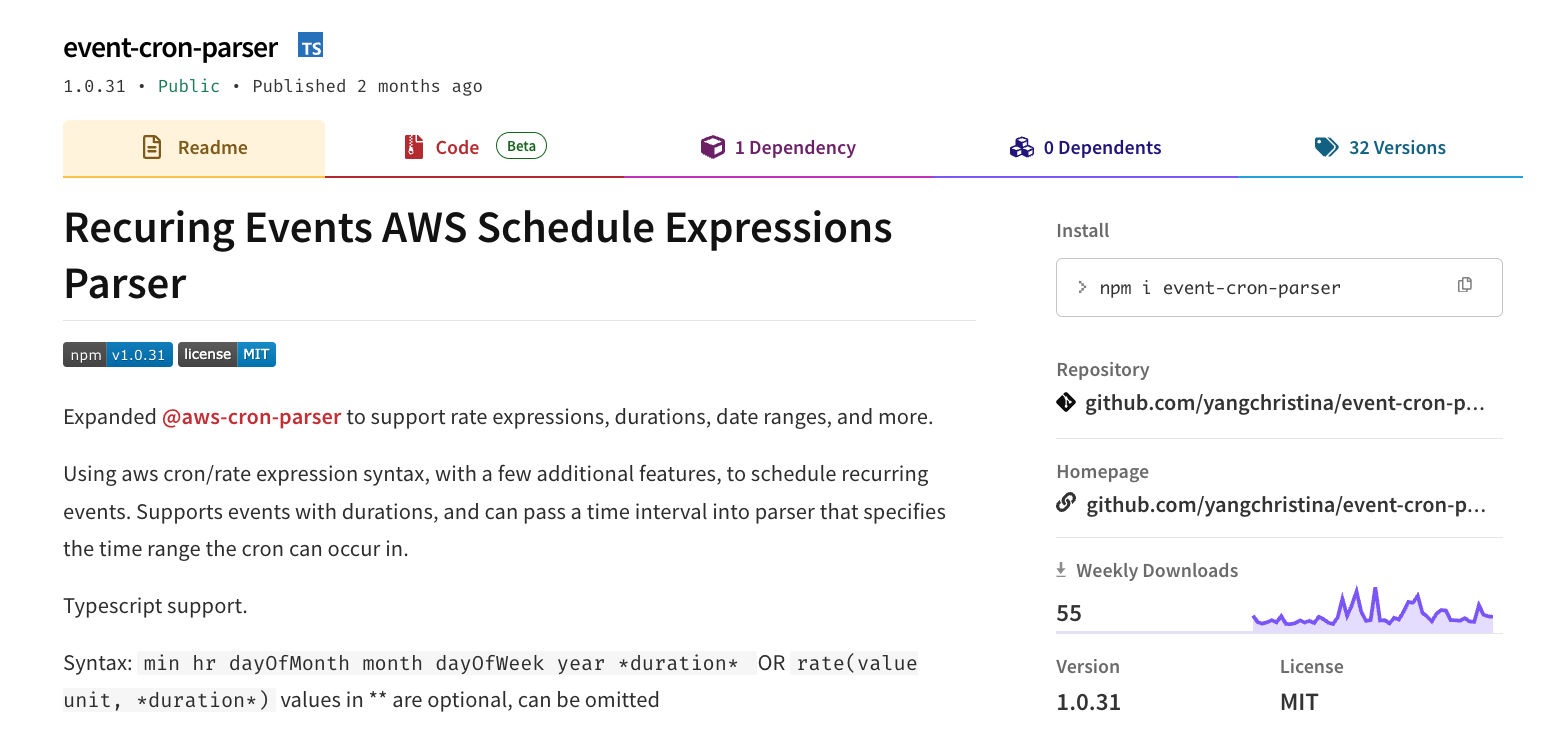 event-cron-parser TS
1.0.31 • Public • Published 2 months ago
Readme
Code Beta
1 Dependency
0 Dependents
32 Versions
Recuring Events AWS Schedule Expressions
Parser
npm v1.0.31 license MIT
Expanded @aws-cron-parser to support rate expressions, durations, date ranges, and more.
Using aws cron/rate expression syntax, with a few additional features, to schedule recurring
events. Supports events with durations, and can pass a time interval into parser that specifies
the time range the cron can occur in.
Typescript support.
Syntax: min hr dayOfMonth month dayOfWeek year *duration* OR rate(value
unit, *duration*) values in ** are optional, can be omitted
Install
> npm i event-cron-parser
Repository
github.com/yangchristina/event-cron-p...
Homepage
github.com/yangchristina/event-cron-p...
Weekly Downloads
55
Version
1.0.31
License
MIT